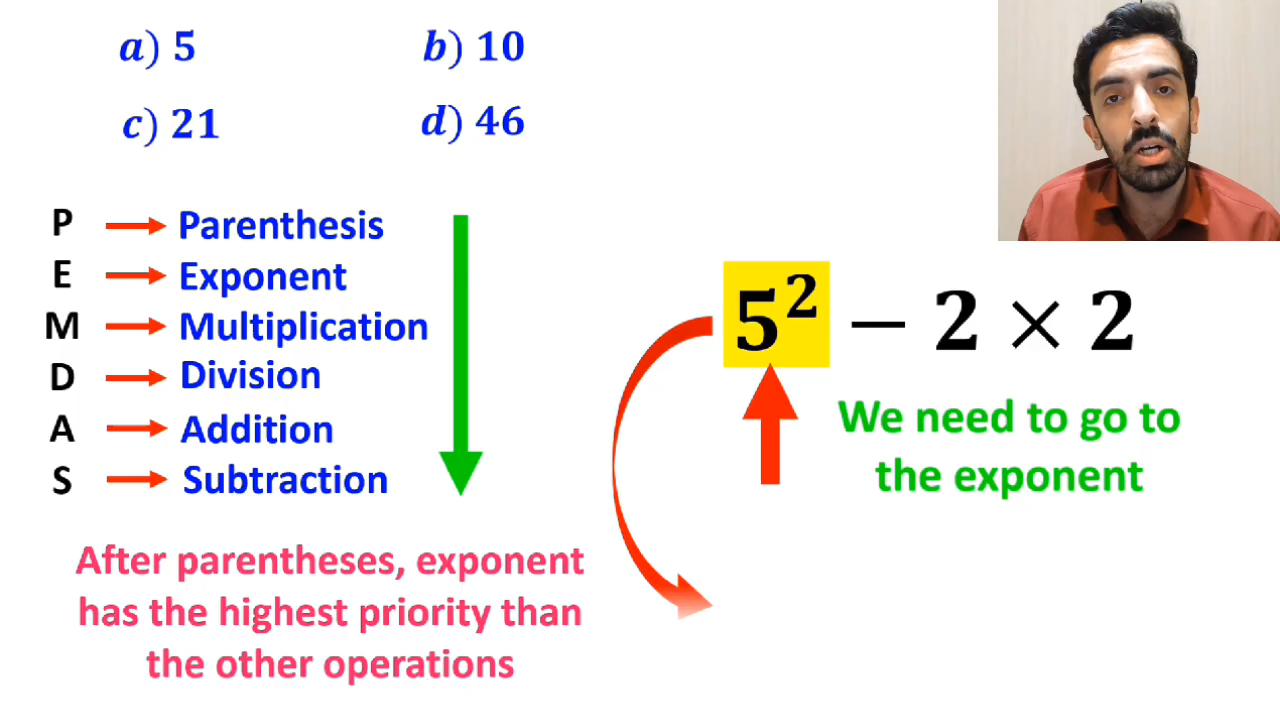 a) 5
b) 10
c) 21
d) 46
P → Parenthesis
E → Exponent
M → Multiplication
D → Division
A → Addition
S → Subtraction
After parentheses, exponent
has the highest priority than
the other operations
5² − 2 × 2
We need to go to
the exponent